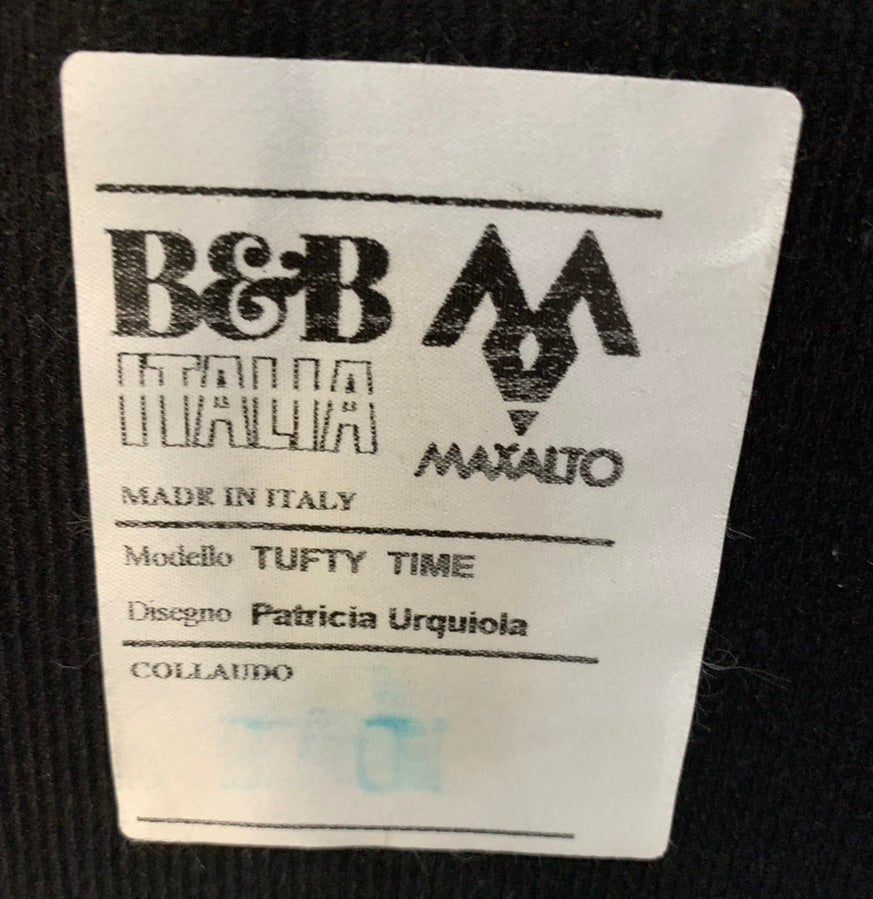 B&B
ITALIA
MAXALTO
MADE IN ITALY
Modello TUFTY TIME
Disegno Patricia Urquiola
COLLAUDO